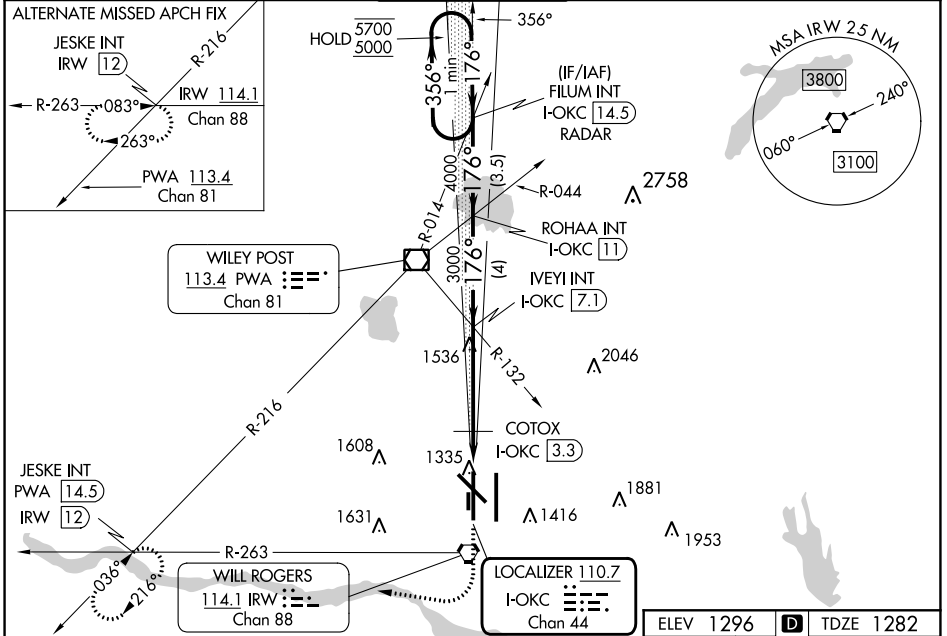 ALTERNATE MISSED APCH FIX
JESKE INT
IRW 12
R-216
R-263
083°
263°
IRW 114.1
Chan 88
PWA 113.4
Chan 81
HOLD 5700
5000
356°
1 min
176°
356°
(IF/IAF)
FILUM INT
I-OKC 14.5
RADAR
MSA IRW 25 NM
3800
240°
060°
3100
4000
176°
(3.5)
R-014
R-044
2758
ROHAA INT
I-OKC 11
WILEY POST
113.4 PWA
Chan 81
3000
176°
(4)
IVEYI INT
I-OKC 7.1
1536
R-132
2046
R-216
COTOX
I-OKC 3.3
1608
1335
JESKE INT
PWA 14.5
IRW 12
1631
1416
1881
1953
R-263
036°
216°
WILL ROGERS
114.1 IRW
Chan 88
LOCALIZER 110.7
I-OKC
Chan 44
ELEV 1296 D TDZE 1282